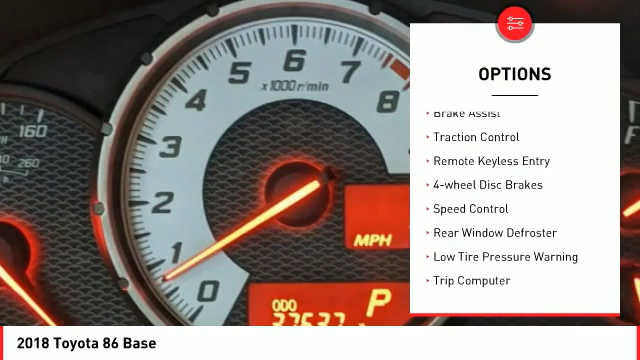 160
260
0
1
2
3
4
5
6
7
8
x1000r/min
MPH
ODO
P
37637
OPTIONS
Brake Assist
Traction Control
Remote Keyless Entry
4-wheel Disc Brakes
Speed Control
Rear Window Defroster
Low Tire Pressure Warning
Trip Computer
2018 Toyota 86 Base